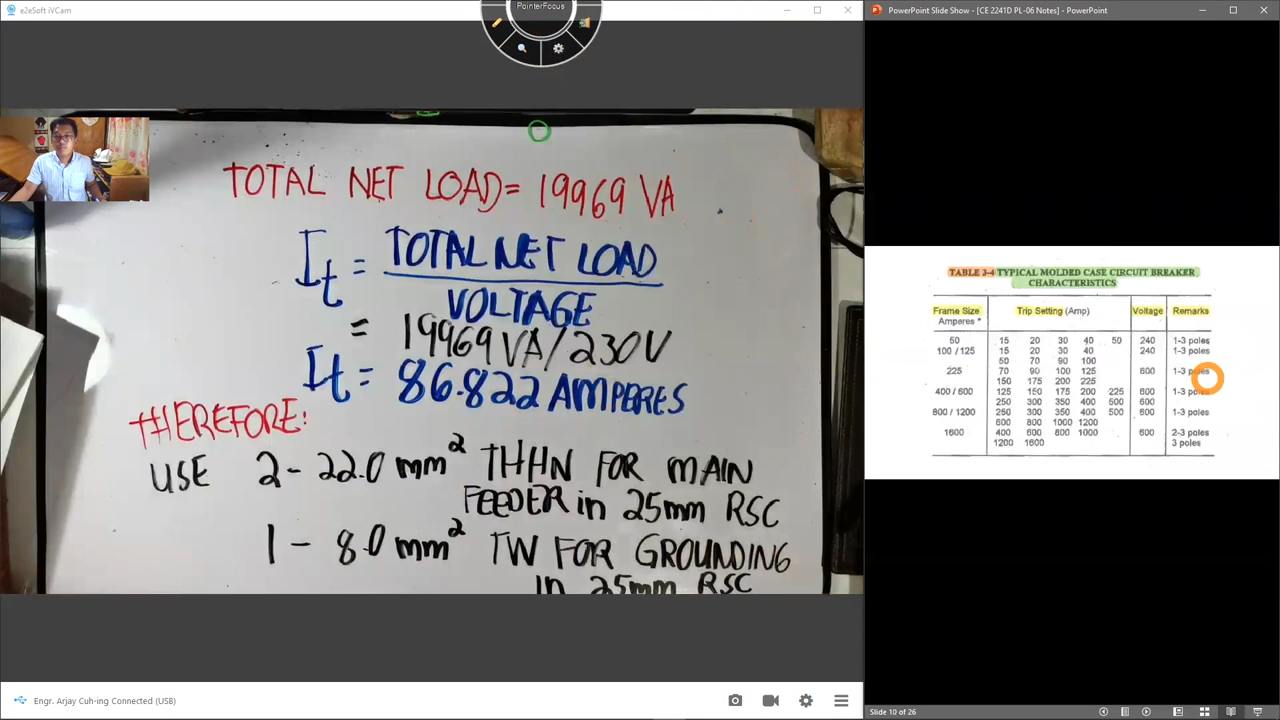 e2eSoft iVCam
PointerFocus
PowerPoint Slide Show - [CE 2241D PL-06 Notes] - PowerPoint
TOTAL NET LOAD= 19969 VA
It = TOTAL NET LOAD
VOLTAGE
= 19969 VA/230V
It = 86.822 AMPERES
THEREFORE:
USE 2- 22.0 mm² THHN FOR MAIN
FEEDER in 25mm RSC
1 - 8.0 mm² TW FOR GROUNDING
in 25mm RSC
TABLE 3-4 TYPICAL MOLDED CASE CIRCUIT BREAKER
CHARACTERISTICS
Frame Size Trip Setting (Amp) Voltage Remarks
Amperes *
50 15 20 30 40 50 240 1-3 poles
100 / 125 15 20 30 40 240 1-3 poles
50 70 90 100
225 70 90 100 125 600 1-3 poles
150 175 200 225
400 / 600 125 150 175 200 225 600 1-3 poles
250 300 350 400 500 600
800 / 1200 250 300 350 400 500 600 1-3 poles
600 800 1000 1200
1600 400 600 800 1000 600 2-3 poles
1200 1600 3 poles
Engr. Arjay Cuh-ing Connected (USB)
Slide 10 of 26